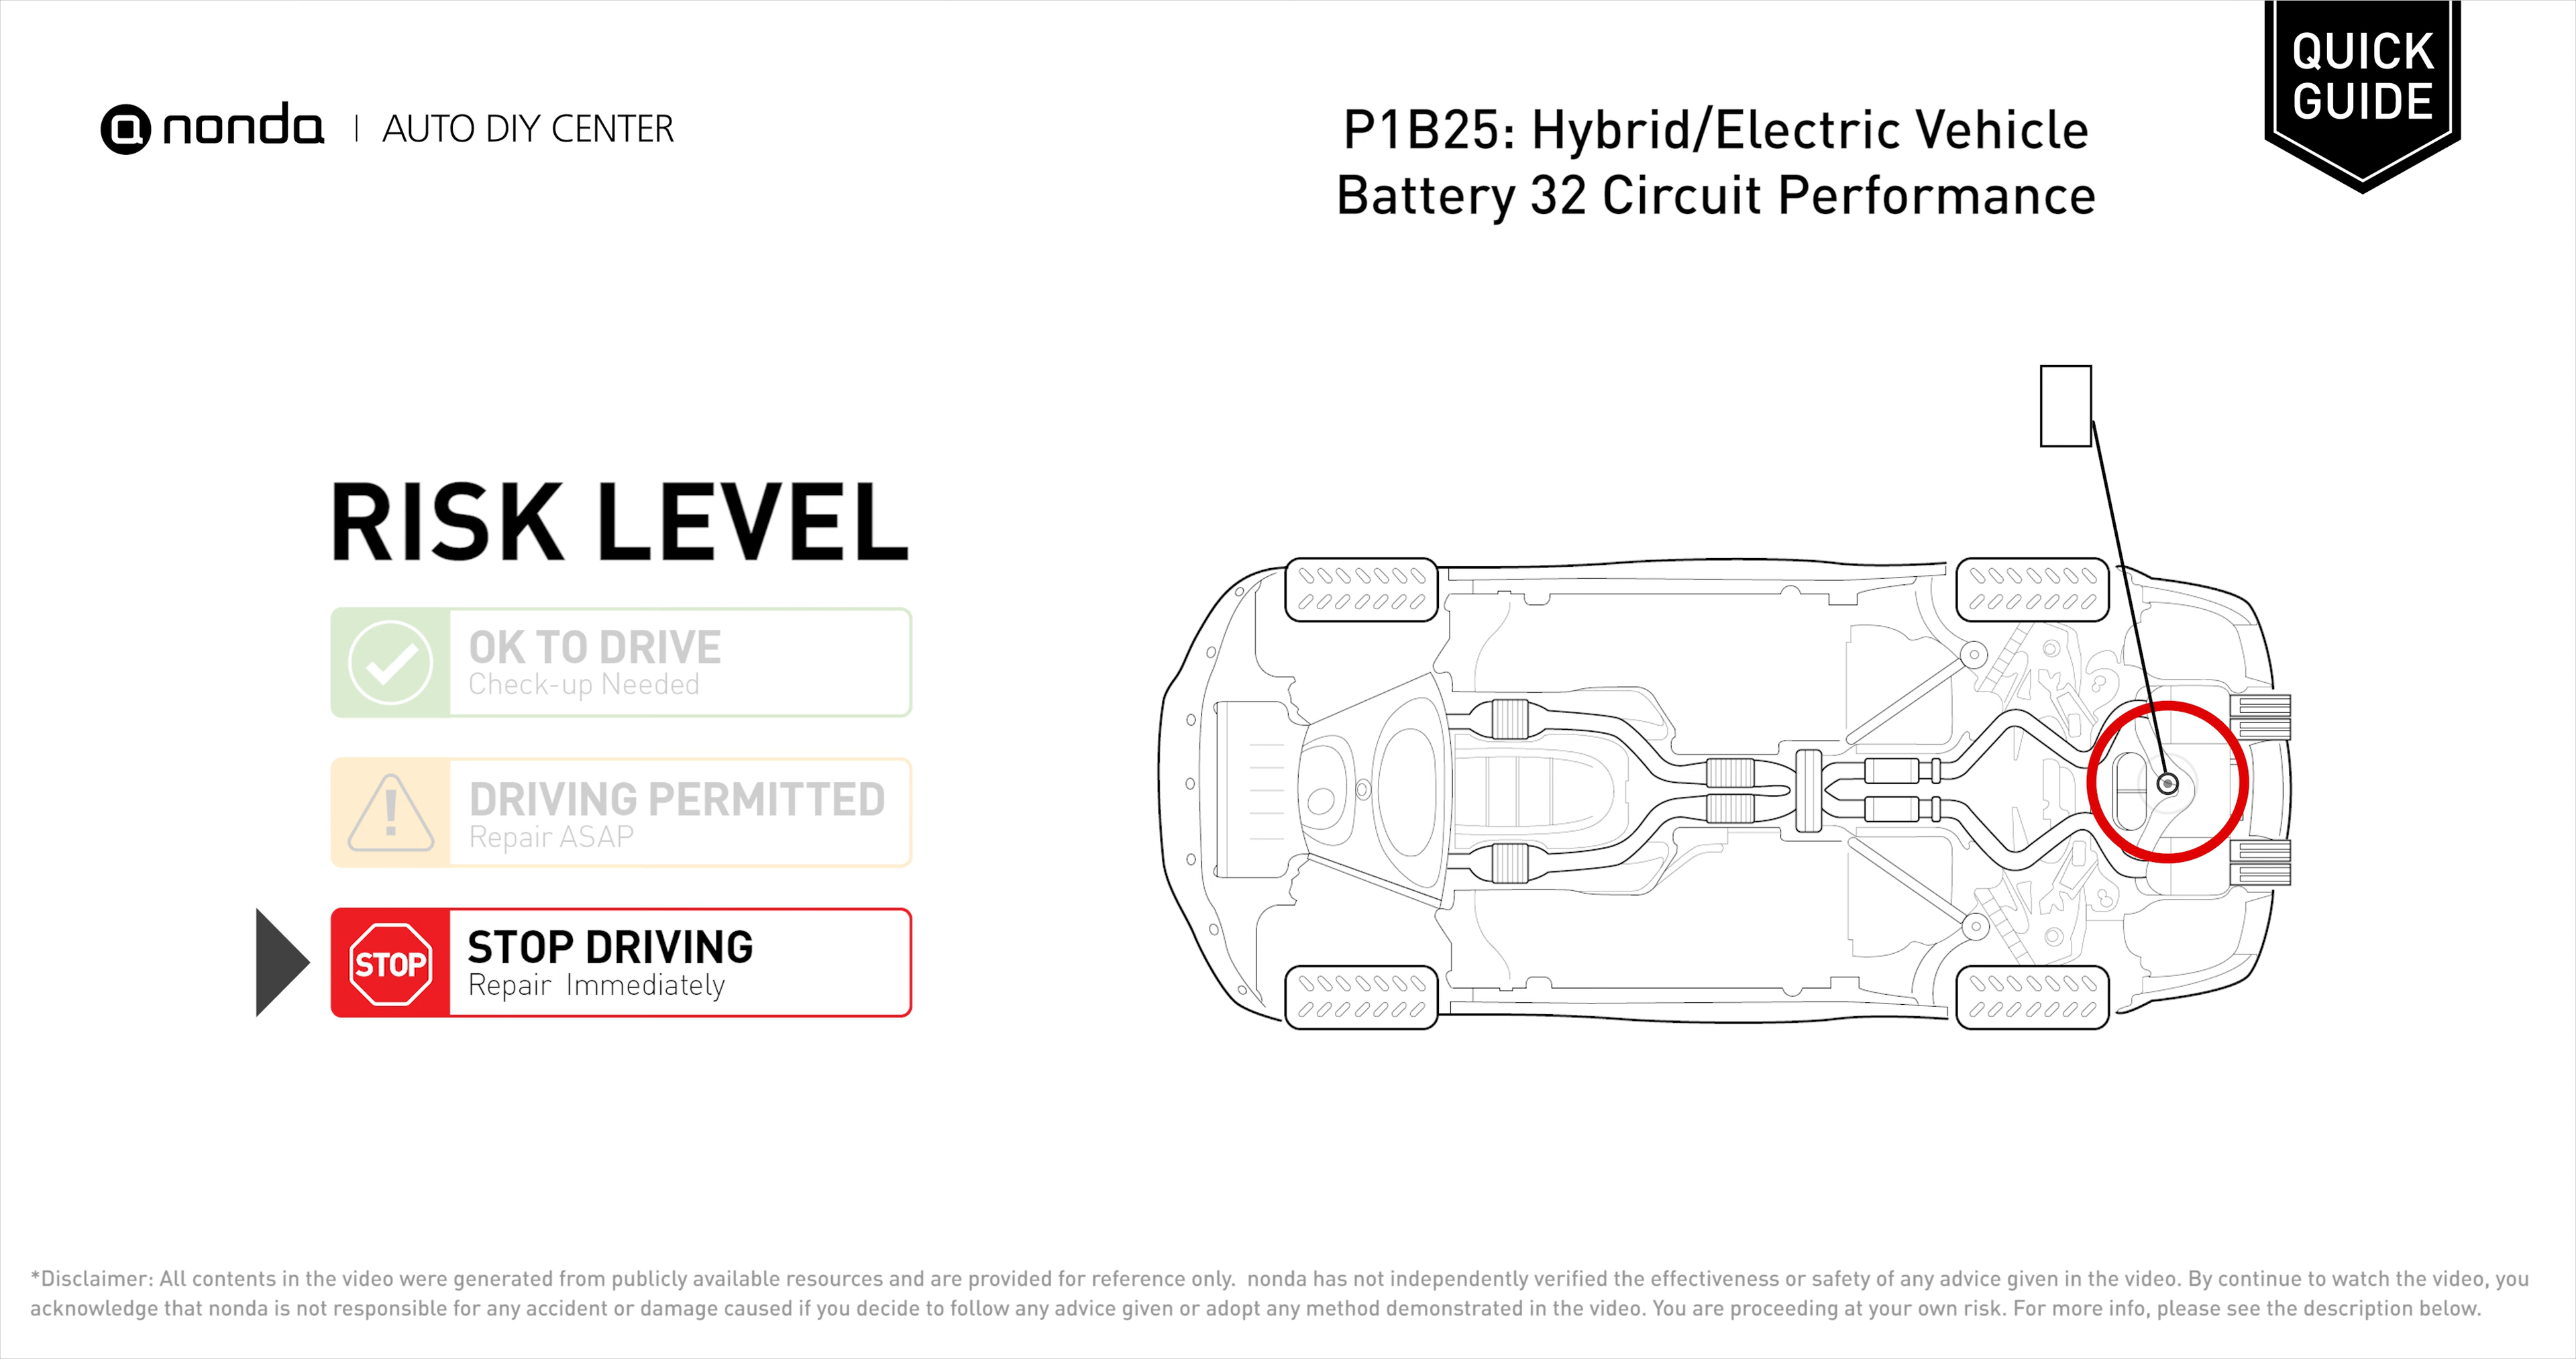 nonda | AUTO DIY CENTER
P1B25: Hybrid/Electric Vehicle
Battery 32 Circuit Performance
QUICK
GUIDE
RISK LEVEL
OK TO DRIVE
Check-up Needed
DRIVING PERMITTED
Repair ASAP
STOP
STOP DRIVING
Repair Immediately
*Disclaimer: All contents in the video were generated from publicly available resources and are provided for reference only. nonda has not independently verified the effectiveness or safety of any advice given in the video. By continue to watch the video, you
acknowledge that nonda is not responsible for any accident or damage caused if you decide to follow any advice given or adopt any method demonstrated in the video. You are proceeding at your own risk. For more info, please see the description below.